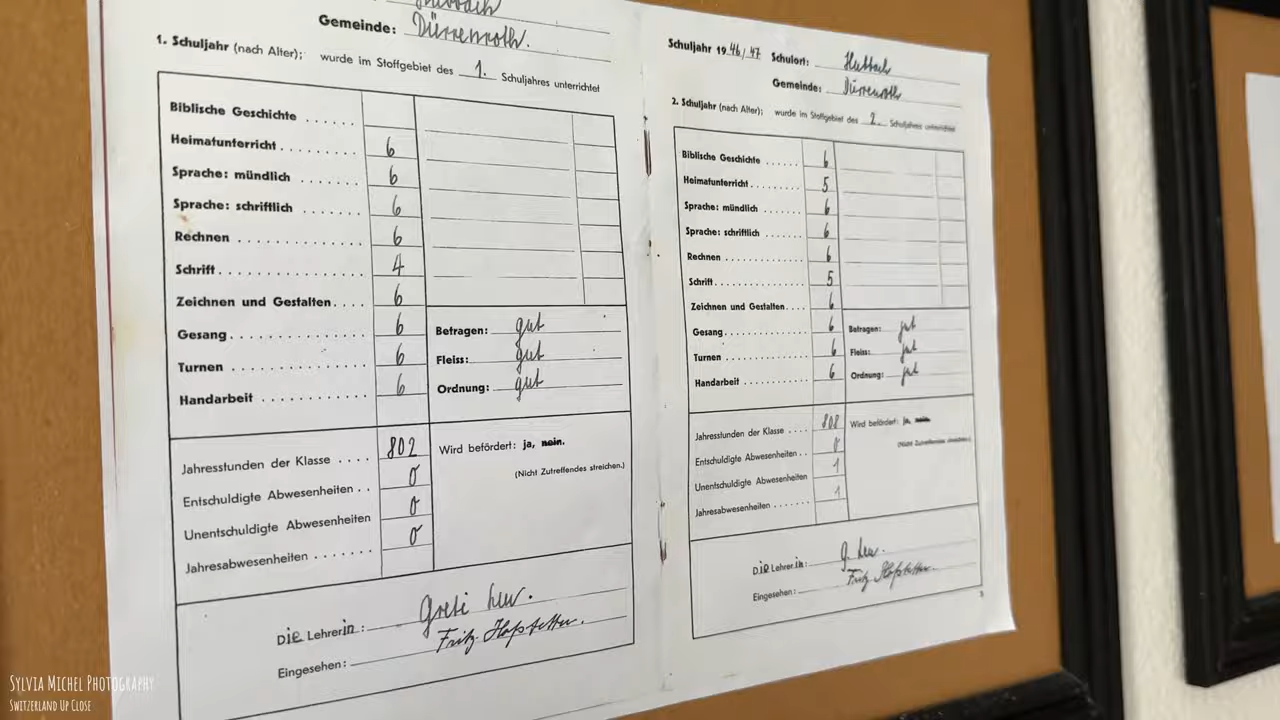 Gemeinde: Dürrenroth.
1. Schuljahr (nach Alter); wurde im Stoffgebiet des 1. Schuljahres unterrichtet
Biblische Geschichte ......
Heimatunterricht ......... 6
Sprache: mündlich ....... 6
Sprache: schriftlich ....... 6
Rechnen ............. 6
Schrift ............... 4
Zeichnen und Gestalten .... 6
Gesang .............. 6
Turnen .............. 6
Handarbeit ........... 6
Betragen: gut
Fleiss: gut
Ordnung: gut
Jahresstunden der Klasse .... 802
Entschuldigte Abwesenheiten .. 0
Unentschuldigte Abwesenheiten 0
Jahresabwesenheiten ....... 0
Wird befördert: ja, nein.
(Nicht Zutreffendes streichen.)
Die Lehrerin: Greti
Eingesehen: Fritz Hofstetter.
Schuljahr 1946/47 Schulort: Hubbach
Gemeinde: Dürrenroth
2. Schuljahr (nach Alter); wurde im Stoffgebiet des 2. Schuljahres unterrichtet
Biblische Geschichte ...... 6
Heimatunterricht ......... 5
Sprache: mündlich ....... 6
Sprache: schriftlich ....... 6
Rechnen ............. 6
Schrift ............... 5
Zeichnen und Gestalten .... 6
Gesang .............. 6
Turnen .............. 6
Handarbeit ........... 6
Betragen: gut
Fleiss: gut
Ordnung: gut
Jahresstunden der Klasse .... 808
Entschuldigte Abwesenheiten .. 0
Unentschuldigte Abwesenheiten 1
Jahresabwesenheiten ....... 1
Wird befördert: ja, nein.
(Nicht Zutreffendes streichen.)
Die Lehrerin: G.
Eingesehen: Fritz Hofstetter.
3
Sylvia Michel Photography
Switzerland Up Close